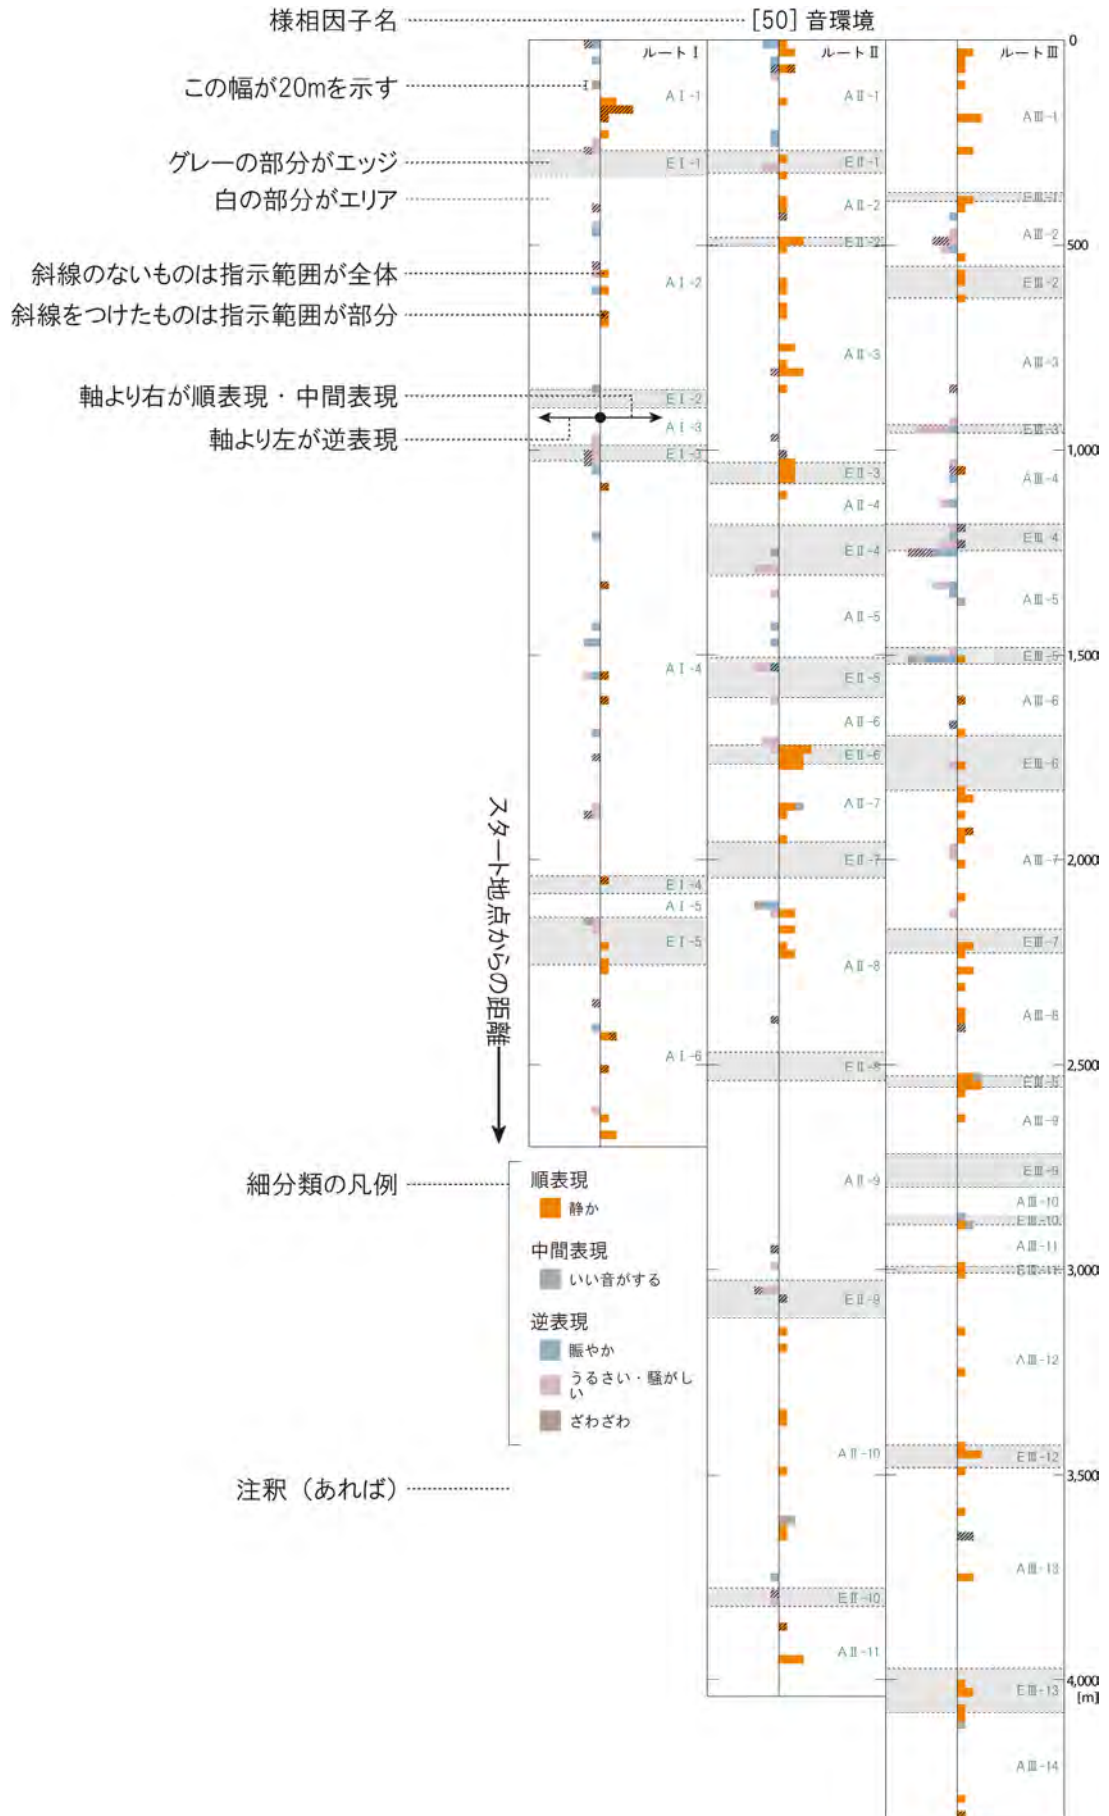 様相因子名
[50] 音環境
ルートⅠ
ルートⅡ
ルートⅢ
この幅が20mを示す
グレーの部分がエッジ
白の部分がエリア
斜線のないものは指示範囲が全体
斜線をつけたものは指示範囲が部分
軸より右が順表現・中間表現
軸より左が逆表現
スタート地点からの距離
細分類の凡例
注釈（あれば）
AⅠ-1
EⅠ-1
AⅠ-2
EⅠ-2
AⅠ-3
EⅠ-3
AⅠ-4
EⅠ-4
AⅠ-5
EⅠ-5
AⅠ-6
順表現
静か
中間表現
いい音がする
逆表現
賑やか
うるさい・騒がし
い
ざわざわ
AⅡ-1
EⅡ-1
AⅡ-2
EⅡ-2
AⅡ-3
EⅡ-3
AⅡ-4
EⅡ-4
AⅡ-5
EⅡ-5
AⅡ-6
EⅡ-6
AⅡ-7
EⅡ-7
AⅡ-8
EⅡ-8
AⅡ-9
EⅡ-9
AⅡ-10
EⅡ-10
AⅡ-11
AⅢ-1
EⅢ-1
AⅢ-2
EⅢ-2
AⅢ-3
EⅢ-3
AⅢ-4
EⅢ-4
AⅢ-5
EⅢ-5
AⅢ-6
EⅢ-6
AⅢ-7
EⅢ-7
AⅢ-8
EⅢ-8
AⅢ-9
EⅢ-9
AⅢ-10
EⅢ-10
AⅢ-11
EⅢ-11
AⅢ-12
EⅢ-12
AⅢ-13
EⅢ-13
AⅢ-14
0
500
1,000
1,500
2,000
2,500
3,000
3,500
4,000
[m]